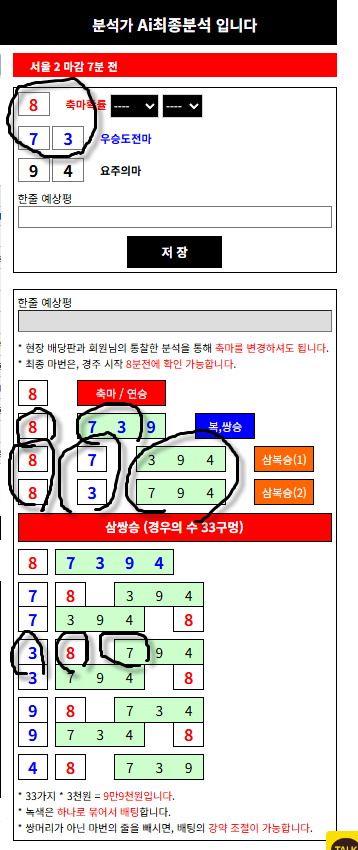 분석가 Ai최종분석 입니다
서울 2 마감 7분 전
8 축마확률 ---- ----
7 3 우승도전마
9 4 요주의마
한줄 예상평
저 장
한줄 예상평
* 현장 배당판과 회원님의 통찰한 분석을 통해 축마를 변경하셔도 됩니다.
* 최종 마번은, 경주 시작 8분전에 확인 가능합니다.
8 축마 / 연승
8 7 3 9 복,쌍승
8 7 3 9 4 삼복승(1)
8 3 7 9 4 삼복승(2)
삼쌍승 (경우의 수 33구멍)
8 7 3 9 4
7 8 3 9 4
7 3 9 4 8
3 8 7 9 4
3 7 9 4 8
9 8 7 3 4
9 7 3 4 8
4 8 7 3 9
* 33가지 * 3천원 = 9만9천원입니다.
* 녹색은 하나로 묶어서 배팅합니다.
* 쌍머리가 아닌 마번의 줄을 빼시면, 배팅의 강약 조절이 가능합니다.
TALK